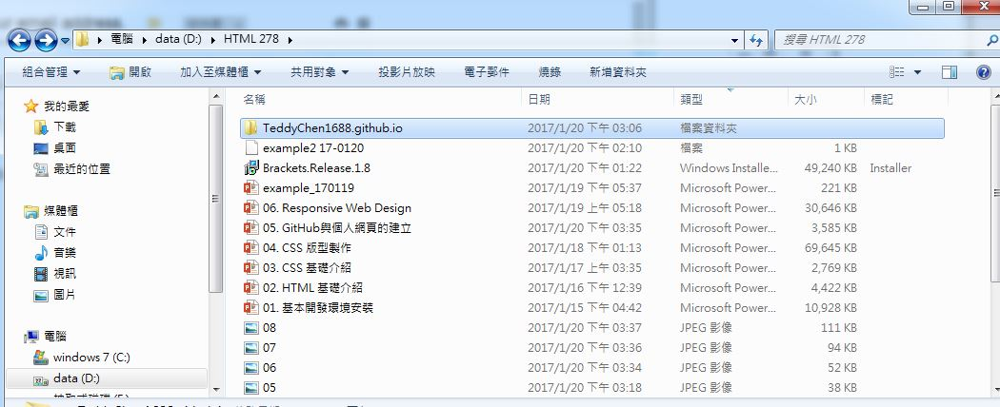 電腦 data (D:) HTML 278 搜尋 HTML 278
組合管理 開啟 加入至媒體櫃 共用對象 投影片放映 電子郵件 燒錄 新增資料夾
我的最愛
下載
桌面
最近的位置
媒體櫃
文件
音樂
視訊
圖片
電腦
windows 7 (C:)
data (D:)
名稱 日期 類型 大小 標記
TeddyChen1688.github.io 2017/1/20 下午 03:06 檔案資料夾
example2 17-0120 2017/1/20 下午 02:10 檔案 1 KB
Brackets.Release.1.8 2017/1/20 下午 01:22 Windows Installe... 49,240 KB Installer
example_170119 2017/1/19 下午 05:37 Microsoft Power... 221 KB
06. Responsive Web Design 2017/1/19 上午 05:18 Microsoft Power... 30,646 KB
05. GitHub與個人網頁的建立 2017/1/20 下午 03:35 Microsoft Power... 3,585 KB
04. CSS 版型製作 2017/1/18 下午 01:13 Microsoft Power... 69,645 KB
03. CSS 基礎介紹 2017/1/17 上午 03:35 Microsoft Power... 2,769 KB
02. HTML 基礎介紹 2017/1/16 下午 12:39 Microsoft Power... 4,422 KB
01. 基本開發環境安裝 2017/1/15 下午 04:42 Microsoft Power... 10,928 KB
08 2017/1/20 下午 03:37 JPEG 影像 111 KB
07 2017/1/20 下午 03:36 JPEG 影像 94 KB
06 2017/1/20 下午 03:34 JPEG 影像 52 KB
05 2017/1/20 下午 03:18 JPEG 影像 38 KB